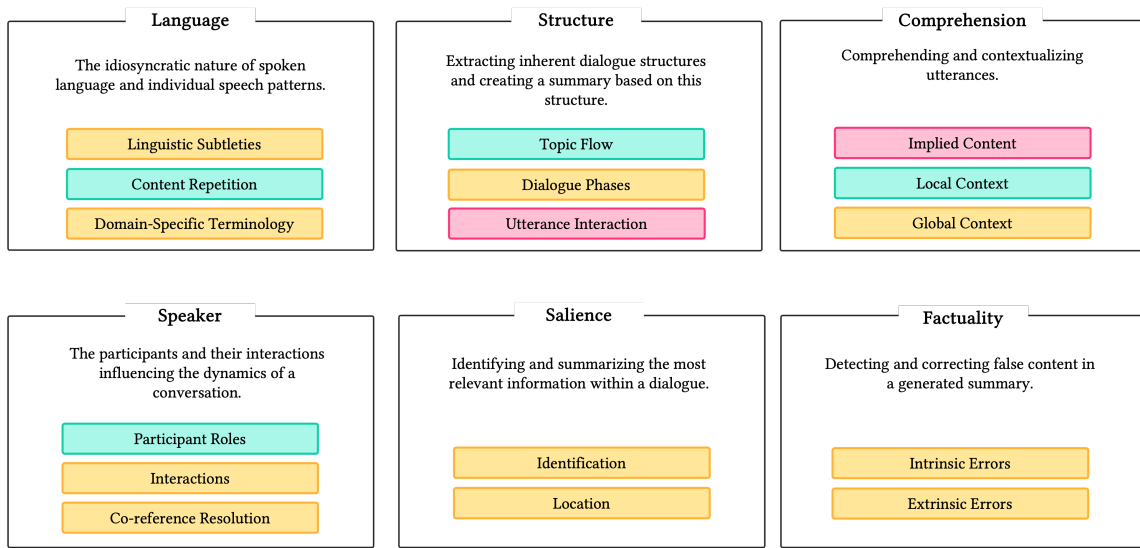 Language
The idiosyncratic nature of spoken
language and individual speech patterns.
Linguistic Subtleties
Content Repetition
Domain-Specific Terminology
Structure
Extracting inherent dialogue structures
and creating a summary based on this
structure.
Topic Flow
Dialogue Phases
Utterance Interaction
Comprehension
Comprehending and contextualizing
utterances.
Implied Content
Local Context
Global Context
Speaker
The participants and their interactions
influencing the dynamics of a
conversation.
Participant Roles
Interactions
Co-reference Resolution
Salience
Identifying and summarizing the most
relevant information within a dialogue.
Identification
Location
Factuality
Detecting and correcting false content in
a generated summary.
Intrinsic Errors
Extrinsic Errors